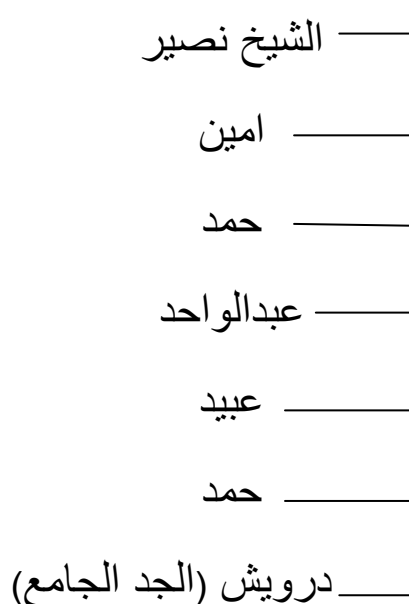 الشيخ نصير
امين
حمد
عبدالواحد
عبيد
حمد
درويش (الجد الجامع)